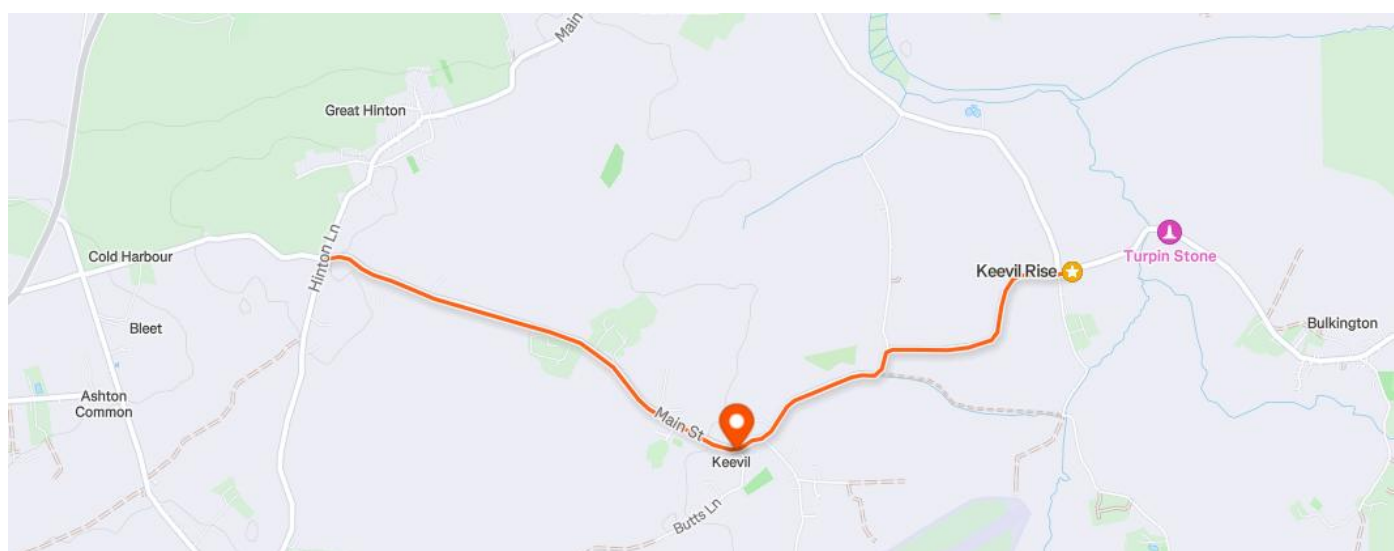 Main
Great Hinton
Hinton Ln
Cold Harbour
Keevil Rise
Turpin Stone
Bleet
Bulkington
Ashton
Common
Main St
Keevil
Butts Ln